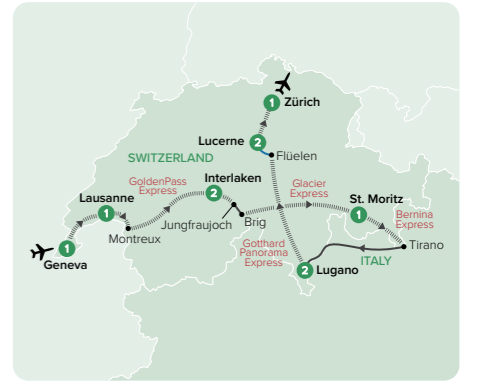 1 Zürich
Lucerne 2
Flüelen
SWITZERLAND
GoldenPass
Express
Interlaken
2
Glacier
Express
Lausanne
1
St. Moritz
1
Bernina
Express
Jungfraujoch
Brig
Montreux
Tirano
Gotthard
Panorama
Express
1
Geneva
2 Lugano
ITALY